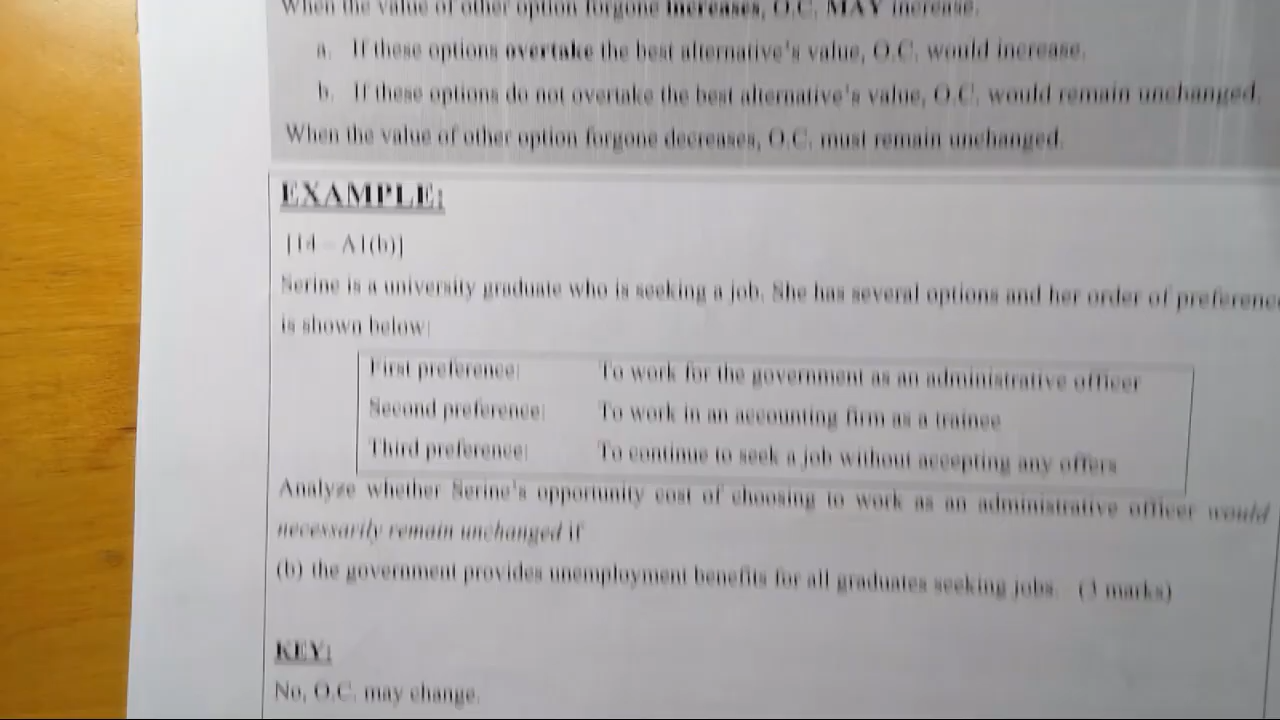 When the value of other option forgone increases, O.C. MAY increase.
a. If these options overtake the best alternative's value, O.C. would increase.
b. If these options do not overtake the best alternative's value, O.C. would remain unchanged.
When the value of other option forgone decreases, O.C. must remain unchanged.
EXAMPLE:
[14 – A1(b)]
Serine is a university graduate who is seeking a job. She has several options and her order of preference
is shown below:
First preference: To work for the government as an administrative officer
Second preference: To work in an accounting firm as a trainee
Third preference: To continue to seek a job without accepting any offers
Analyze whether Serine's opportunity cost of choosing to work as an administrative officer would
necessarily remain unchanged if
(b) the government provides unemployment benefits for all graduates seeking jobs. (3 marks)
KEY:
No, O.C. may change.